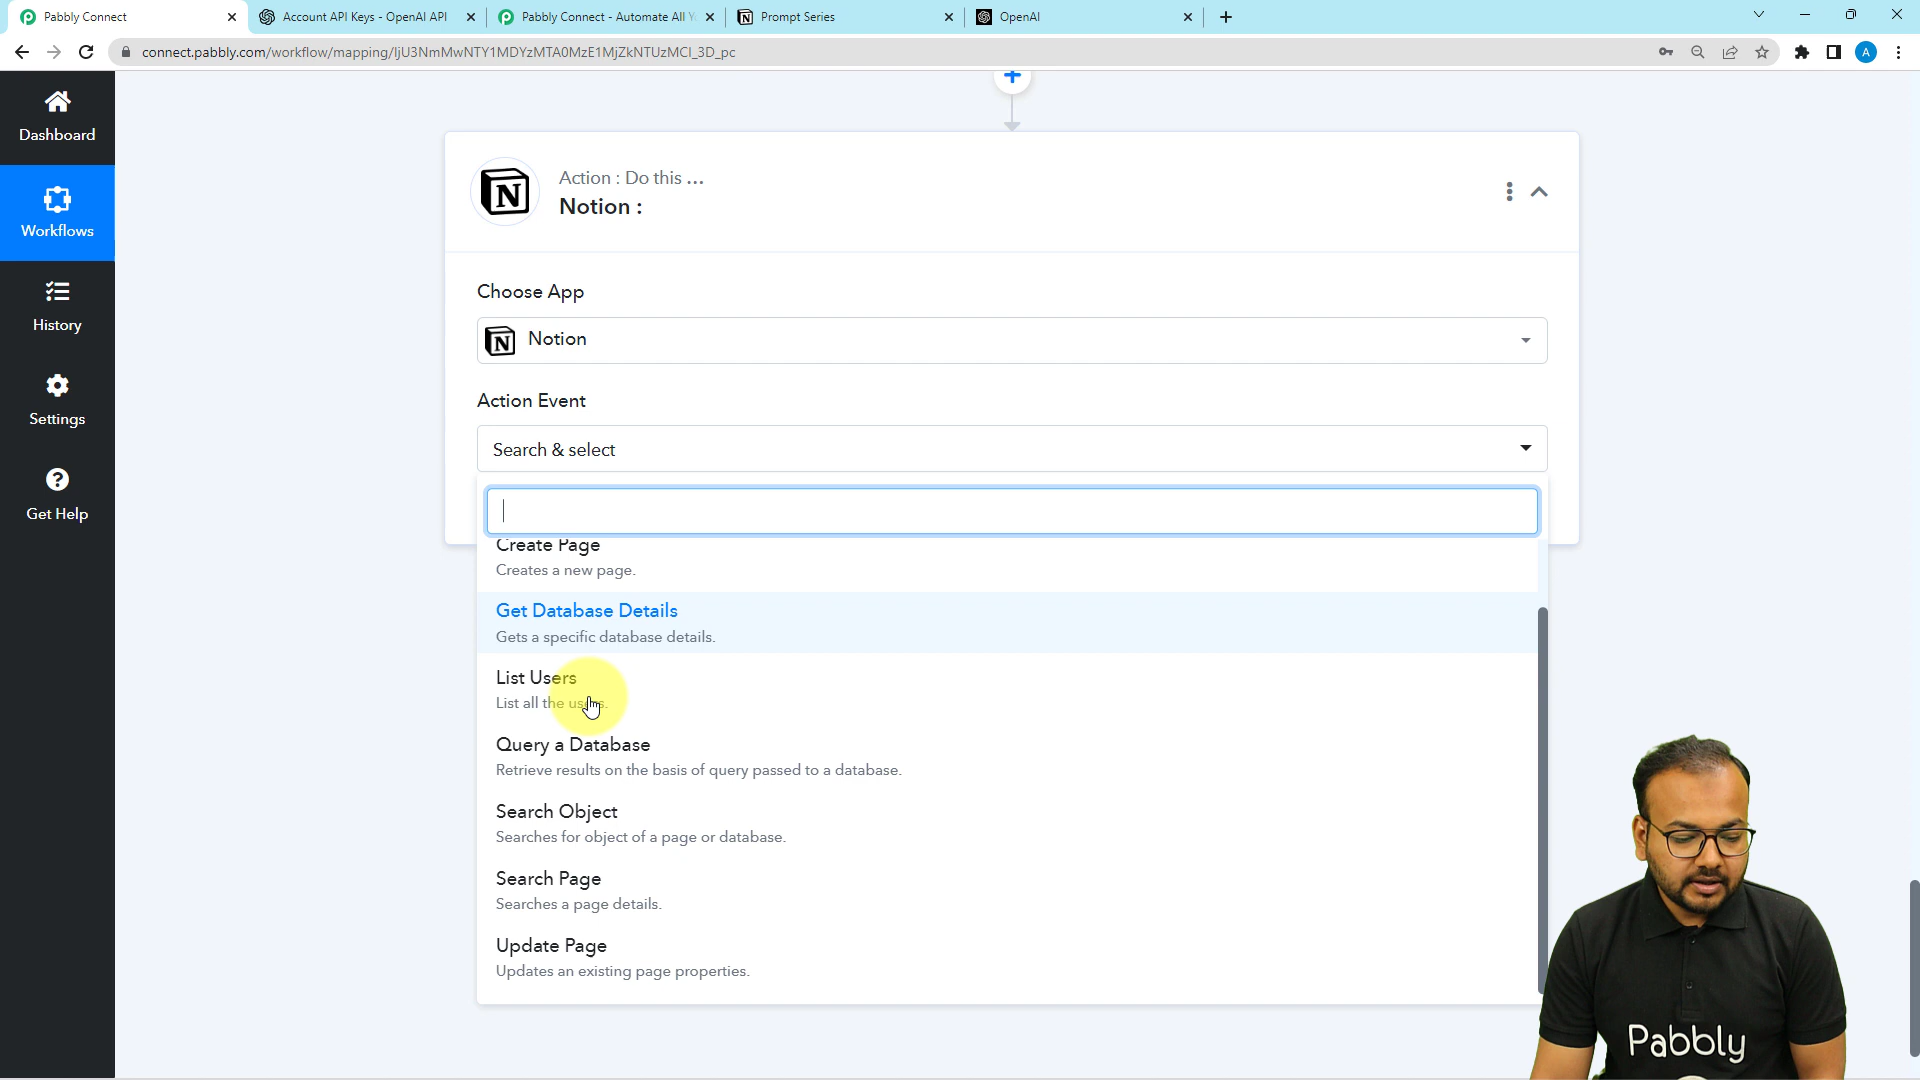 Pabbly Connect
Account API Keys - OpenAI API
Pabbly Connect - Automate All Y
Prompt Series
OpenAI
connect.pabbly.com/workflow/mapping/IjU3NmMwNTY1MDYzMTA0MzE1MjZkNTUzMCI_3D_pc
A
Dashboard
Workflows
History
Settings
Get Help
Action : Do this ...
Notion :
Choose App
Notion
Action Event
Search & select
Create Page
Creates a new page.
Get Database Details
Gets a specific database details.
List Users
List all the users.
Query a Database
Retrieve results on the basis of query passed to a database.
Search Object
Searches for object of a page or database.
Search Page
Searches a page details.
Update Page
Updates an existing page properties.
Pabbly